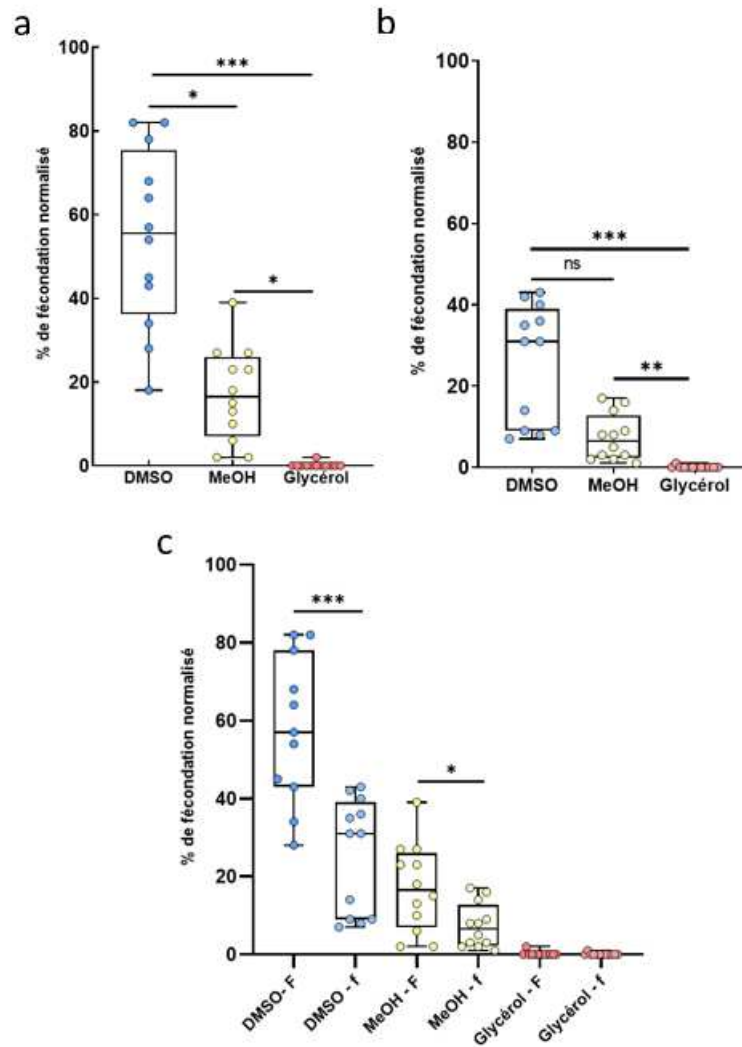 a
% de fécondation normalisé
100
80
60
40
20
0
***
*
*
DMSO
MeOH
Glycérol
b
% de fécondation normalisé
100
80
60
40
20
0
***
ns
**
DMSO
MeOH
Glycérol
c
% de fécondation normalisé
100
80
60
40
20
0
***
*
DMSO- F
DMSO - f
MeOH - F
MeOH - f
Glycérol - F
Glycérol - f